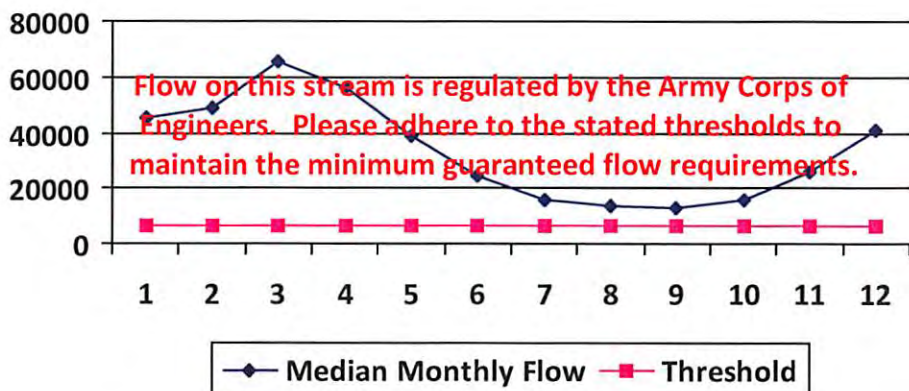 80000
60000
40000
20000
0
Flow on this stream is regulated by the Army Corps of
Engineers. Please adhere to the stated thresholds to
maintain the minimum guaranteed flow requirements.
1 2 3 4 5 6 7 8 9 10 11 12
Median Monthly Flow Threshold